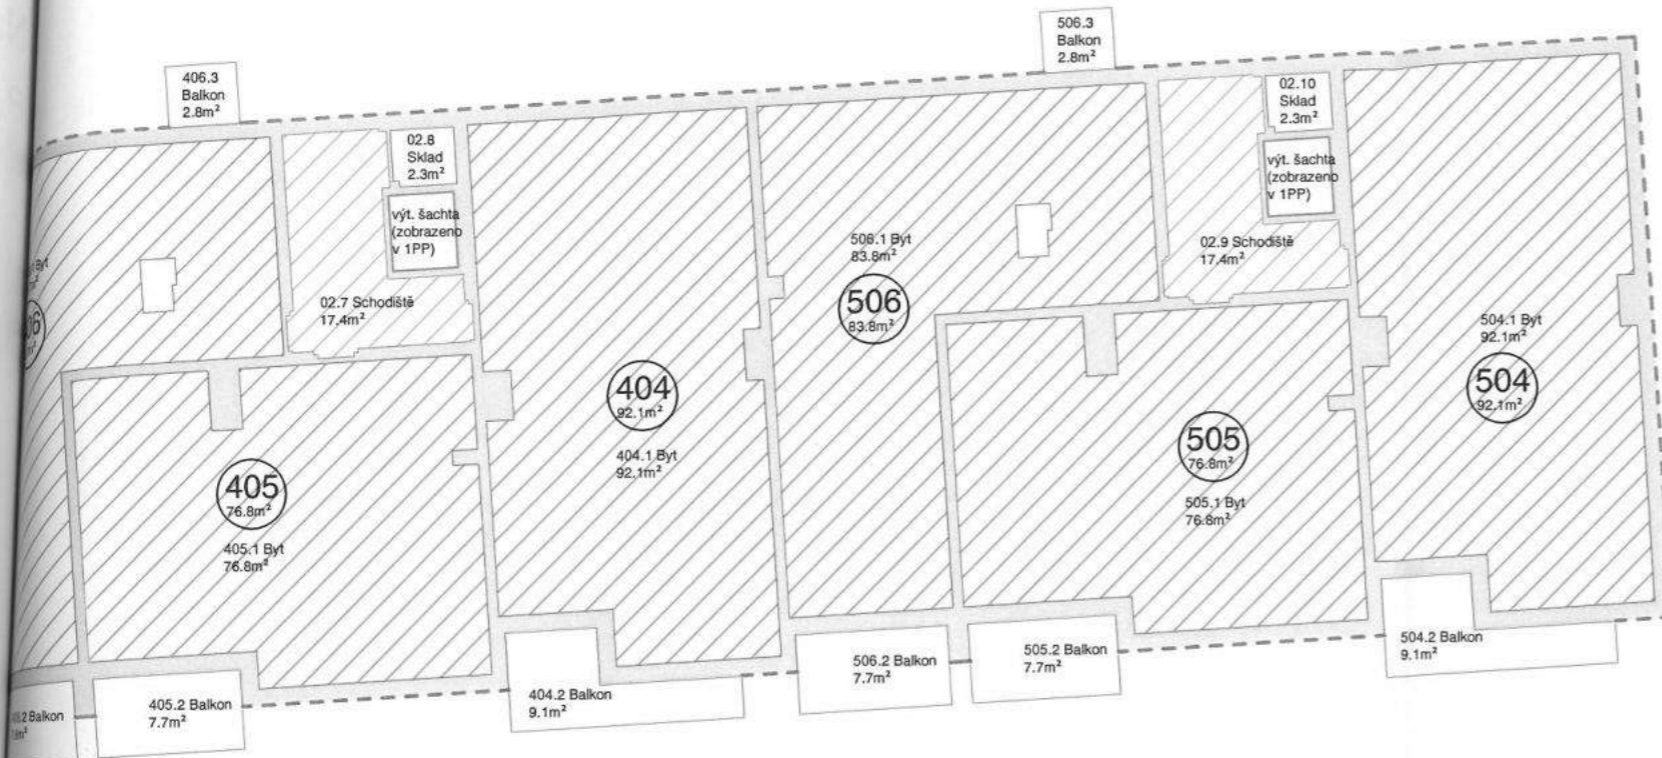 506.3
Balkon
2.8m²
406.3
Balkon
2.8m²
02.10
Sklad
2.3m²
02.8
Sklad
2.3m²
výt. šachta
(zobrazeno
v 1PP)
výt. šachta
(zobrazeno
v 1PP)
506.1 Byt
83.8m²
506
83.8m²
02.9 Schodiště
17.4m²
02.7 Schodiště
17.4m²
Byt
504.1 Byt
92.1m²
504
92.1m²
404
92.1m²
404.1 Byt
92.1m²
505
76.8m²
505.1 Byt
76.8m²
405
76.8m²
405.1 Byt
76.8m²
504.2 Balkon
9.1m²
505.2 Balkon
7.7m²
506.2 Balkon
7.7m²
404.2 Balkon
9.1m²
405.2 Balkon
7.7m²
Balkon